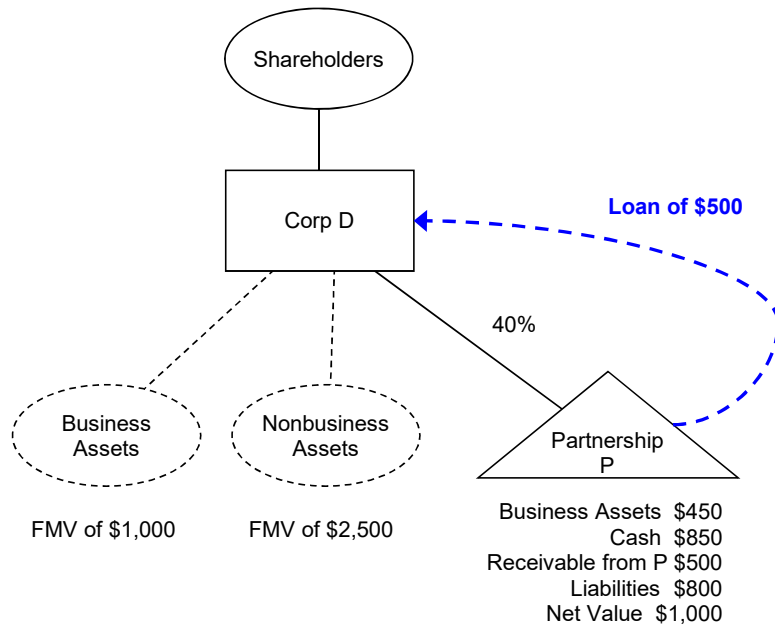 Shareholders
Corp D
Loan of $500
40%
Business
Assets
Nonbusiness
Assets
Partnership
P
FMV of $1,000
FMV of $2,500
Business Assets $450
Cash $850
Receivable from P $500
Liabilities $800
Net Value $1,000